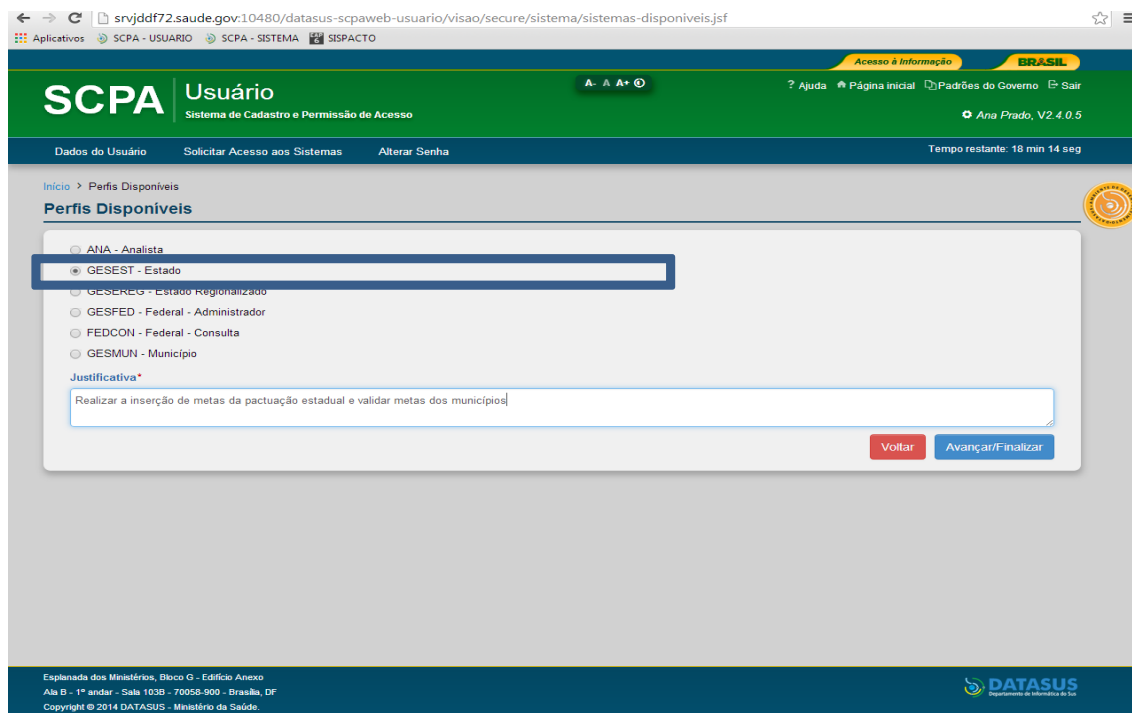 srvjddf72.saude.gov:10480/datasus-scpaweb-usuario/visao/secure/sistema/sistemas-disponiveis.jsf
Aplicativos SCPA - USUARIO SCPA - SISTEMA SISPACTO
Acesso à Informação BRASIL
SCPA Usuário
Sistema de Cadastro e Permissão de Acesso
A- A A+
? Ajuda Página inicial Padrões do Governo Sair
Ana Prado, V2.4.0.5
Dados do Usuário Solicitar Acesso aos Sistemas Alterar Senha Tempo restante: 18 min 14 seg
Início > Perfis Disponíveis
Perfis Disponíveis
ANA - Analista
GESEST - Estado
GESEREG - Estado Regionalizado
GESFED - Federal - Administrador
FEDCON - Federal - Consulta
GESMUN - Município
Justificativa*
Realizar a inserção de metas da pactuação estadual e validar metas dos municípios
Voltar Avançar/Finalizar
Esplanada dos Ministérios, Bloco G - Edifício Anexo
Ala B - 1º andar - Sala 103B - 70058-900 - Brasília, DF
Copyright © 2014 DATASUS - Ministério da Saúde.
DATASUS
Departamento de Informática do Sus